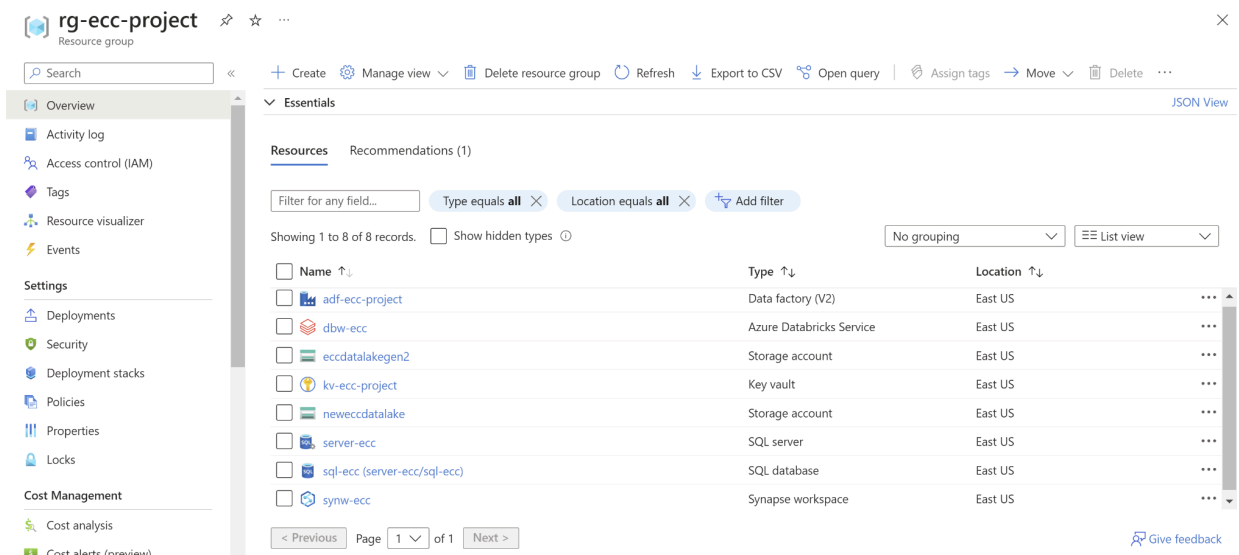 rg-ecc-project
Resource group
Search
Overview
Activity log
Access control (IAM)
Tags
Resource visualizer
Events
Settings
Deployments
Security
Deployment stacks
Policies
Properties
Locks
Cost Management
Cost analysis
Cost alerts (preview)
Create Manage view Delete resource group Refresh Export to CSV Open query Assign tags Move Delete
Essentials JSON View
Resources Recommendations (1)
Filter for any field... Type equals all Location equals all Add filter
Showing 1 to 8 of 8 records. Show hidden types No grouping List view
Name Type Location
adf-ecc-project Data factory (V2) East US
dbw-ecc Azure Databricks Service East US
eccdatalakegen2 Storage account East US
kv-ecc-project Key vault East US
neweccdatalake Storage account East US
server-ecc SQL server East US
sql-ecc (server-ecc/sql-ecc) SQL database East US
synw-ecc Synapse workspace East US
< Previous Page 1 of 1 Next >
Give feedback